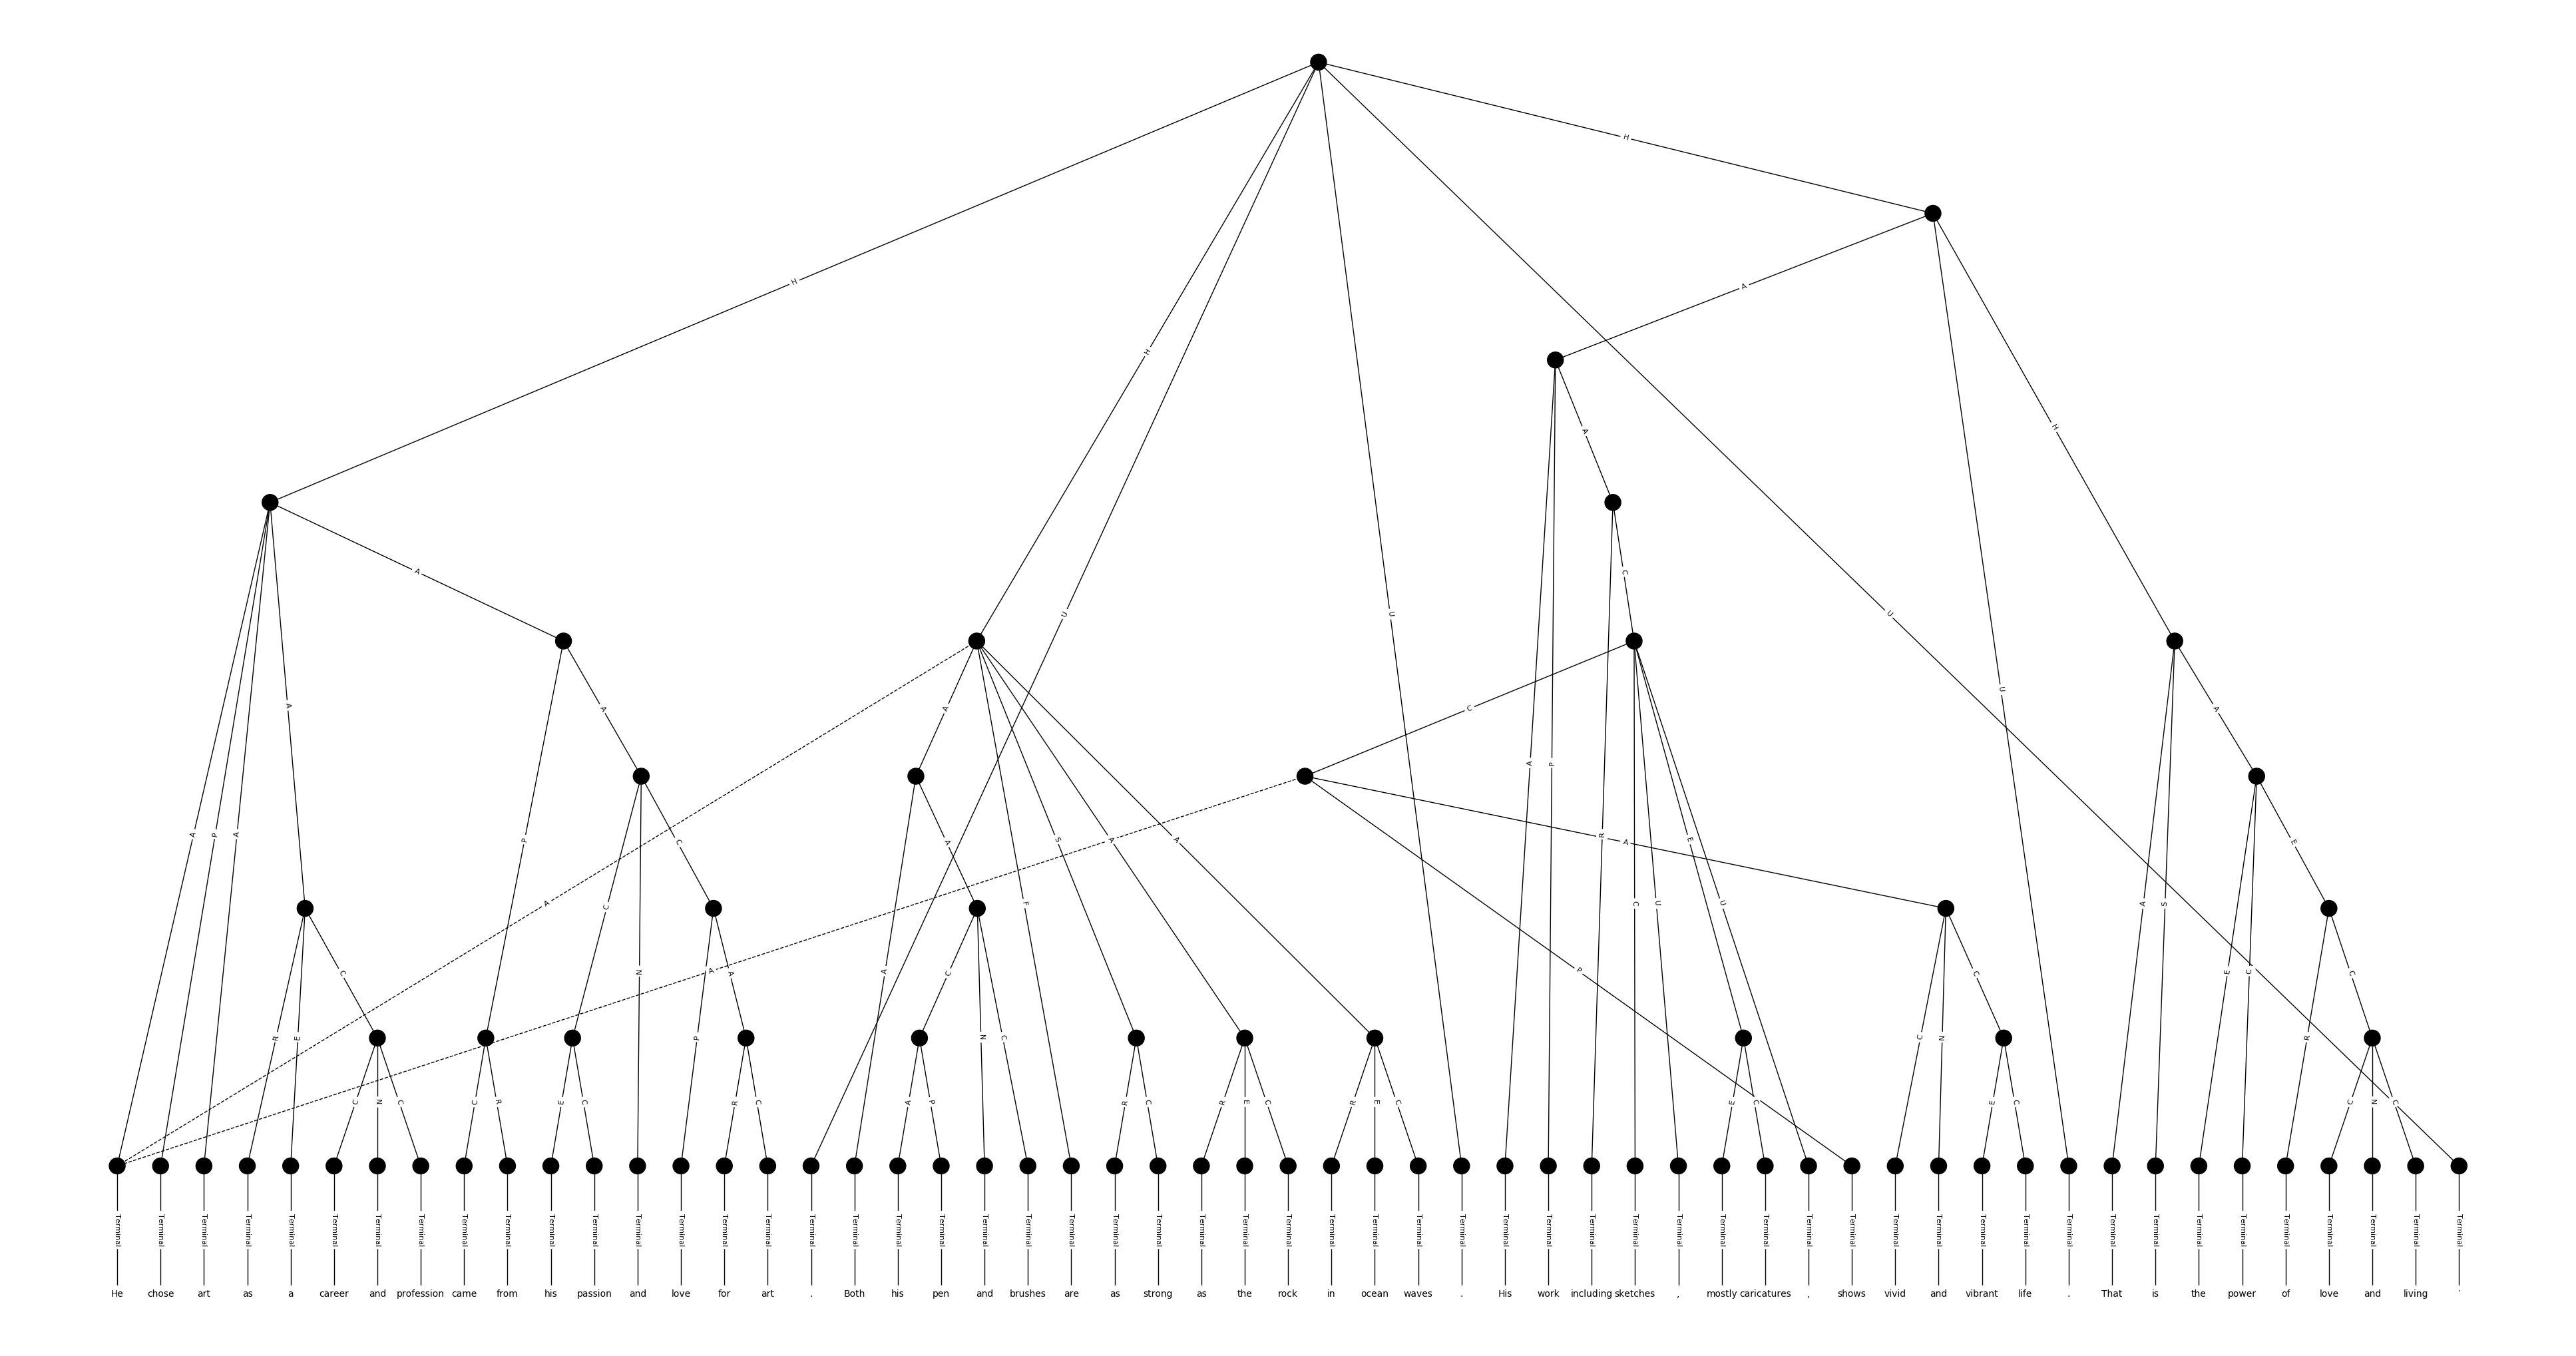 H
H
A
H
H
A
A
C
A
A
A
C
A
U
U
U
A
P
R
U
A
P
A
P
C
A
S
A
A
R
A
E
C
A
F
C
U
E
U
A
S
E
C
N
P
A
A
A
C
P
E
C
C
R
E
P
N
C
C
N
R
C
N
C
C
R
E
C
R
A
P
R
C
R
E
C
R
E
C
E
C
E
C
C
N
C
Terminal Terminal Terminal Terminal Terminal Terminal Terminal Terminal Terminal Terminal Terminal Terminal Terminal Terminal Terminal Terminal Terminal Terminal Terminal Terminal Terminal Terminal Terminal Terminal Terminal Terminal Terminal Terminal Terminal Terminal Terminal Terminal Terminal Terminal Terminal Terminal Terminal Terminal Terminal Terminal Terminal Terminal Terminal Terminal Terminal Terminal Terminal Terminal Terminal Terminal Terminal Terminal Terminal Terminal Terminal
He chose art as a career and profession came from his passion and love for art . Both his pen and brushes are as strong as the rock in ocean waves . His work including sketches , mostly caricatures , shows vivid and vibrant life . That is the power of love and living .